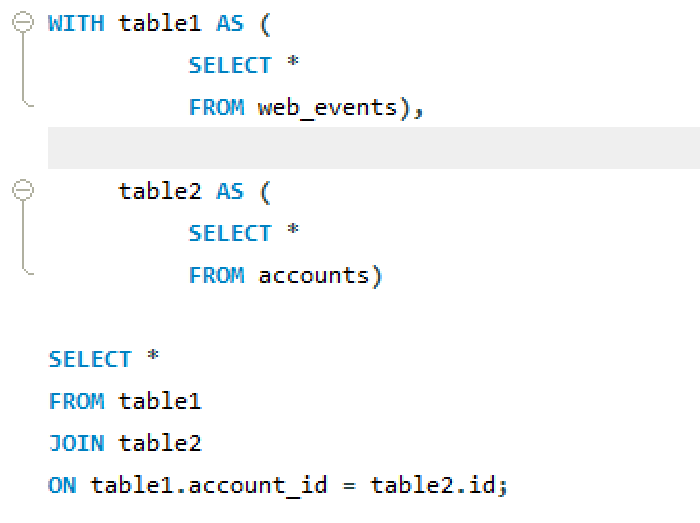 WITH table1 AS (
SELECT *
FROM web_events),
table2 AS (
SELECT *
FROM accounts)
SELECT *
FROM table1
JOIN table2
ON table1.account_id = table2.id;